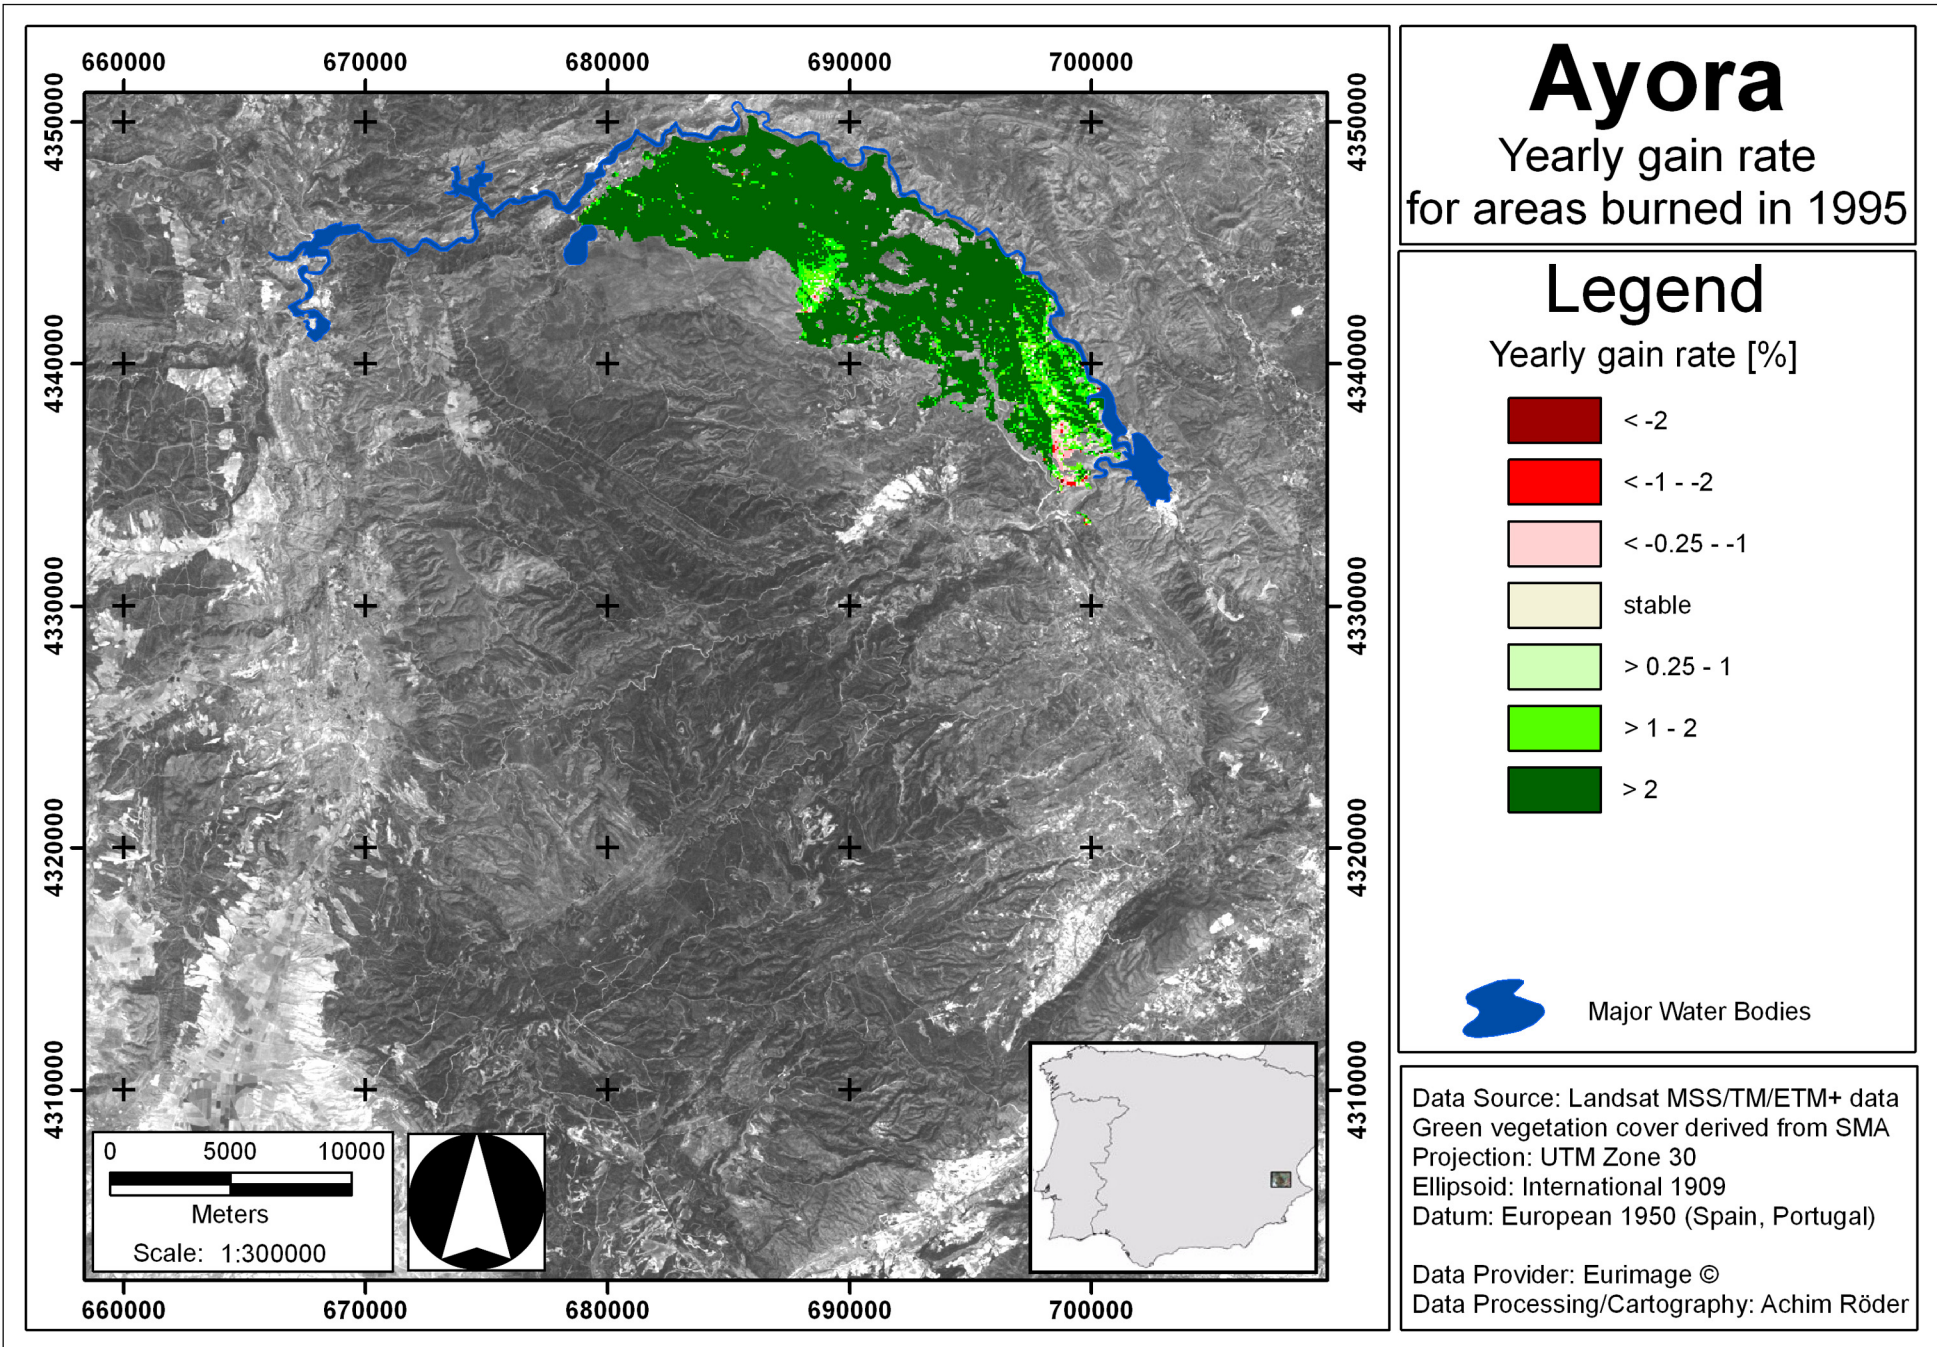 660000 670000 680000 690000 700000
4350000 4350000
4340000 4340000
4330000 4330000
4320000 4320000
4310000 4310000
0 5000 10000
Meters
Scale: 1:300000
660000 670000 680000 690000 700000
Ayora
Yearly gain rate
for areas burned in 1995
Legend
Yearly gain rate [%]
< -2
< -1 - -2
< -0.25 - -1
stable
> 0.25 - 1
> 1 - 2
> 2
Major Water Bodies
Data Source: Landsat MSS/TM/ETM+ data
Green vegetation cover derived from SMA
Projection: UTM Zone 30
Ellipsoid: International 1909
Datum: European 1950 (Spain, Portugal)
Data Provider: Eurimage ©
Data Processing/Cartography: Achim Röder